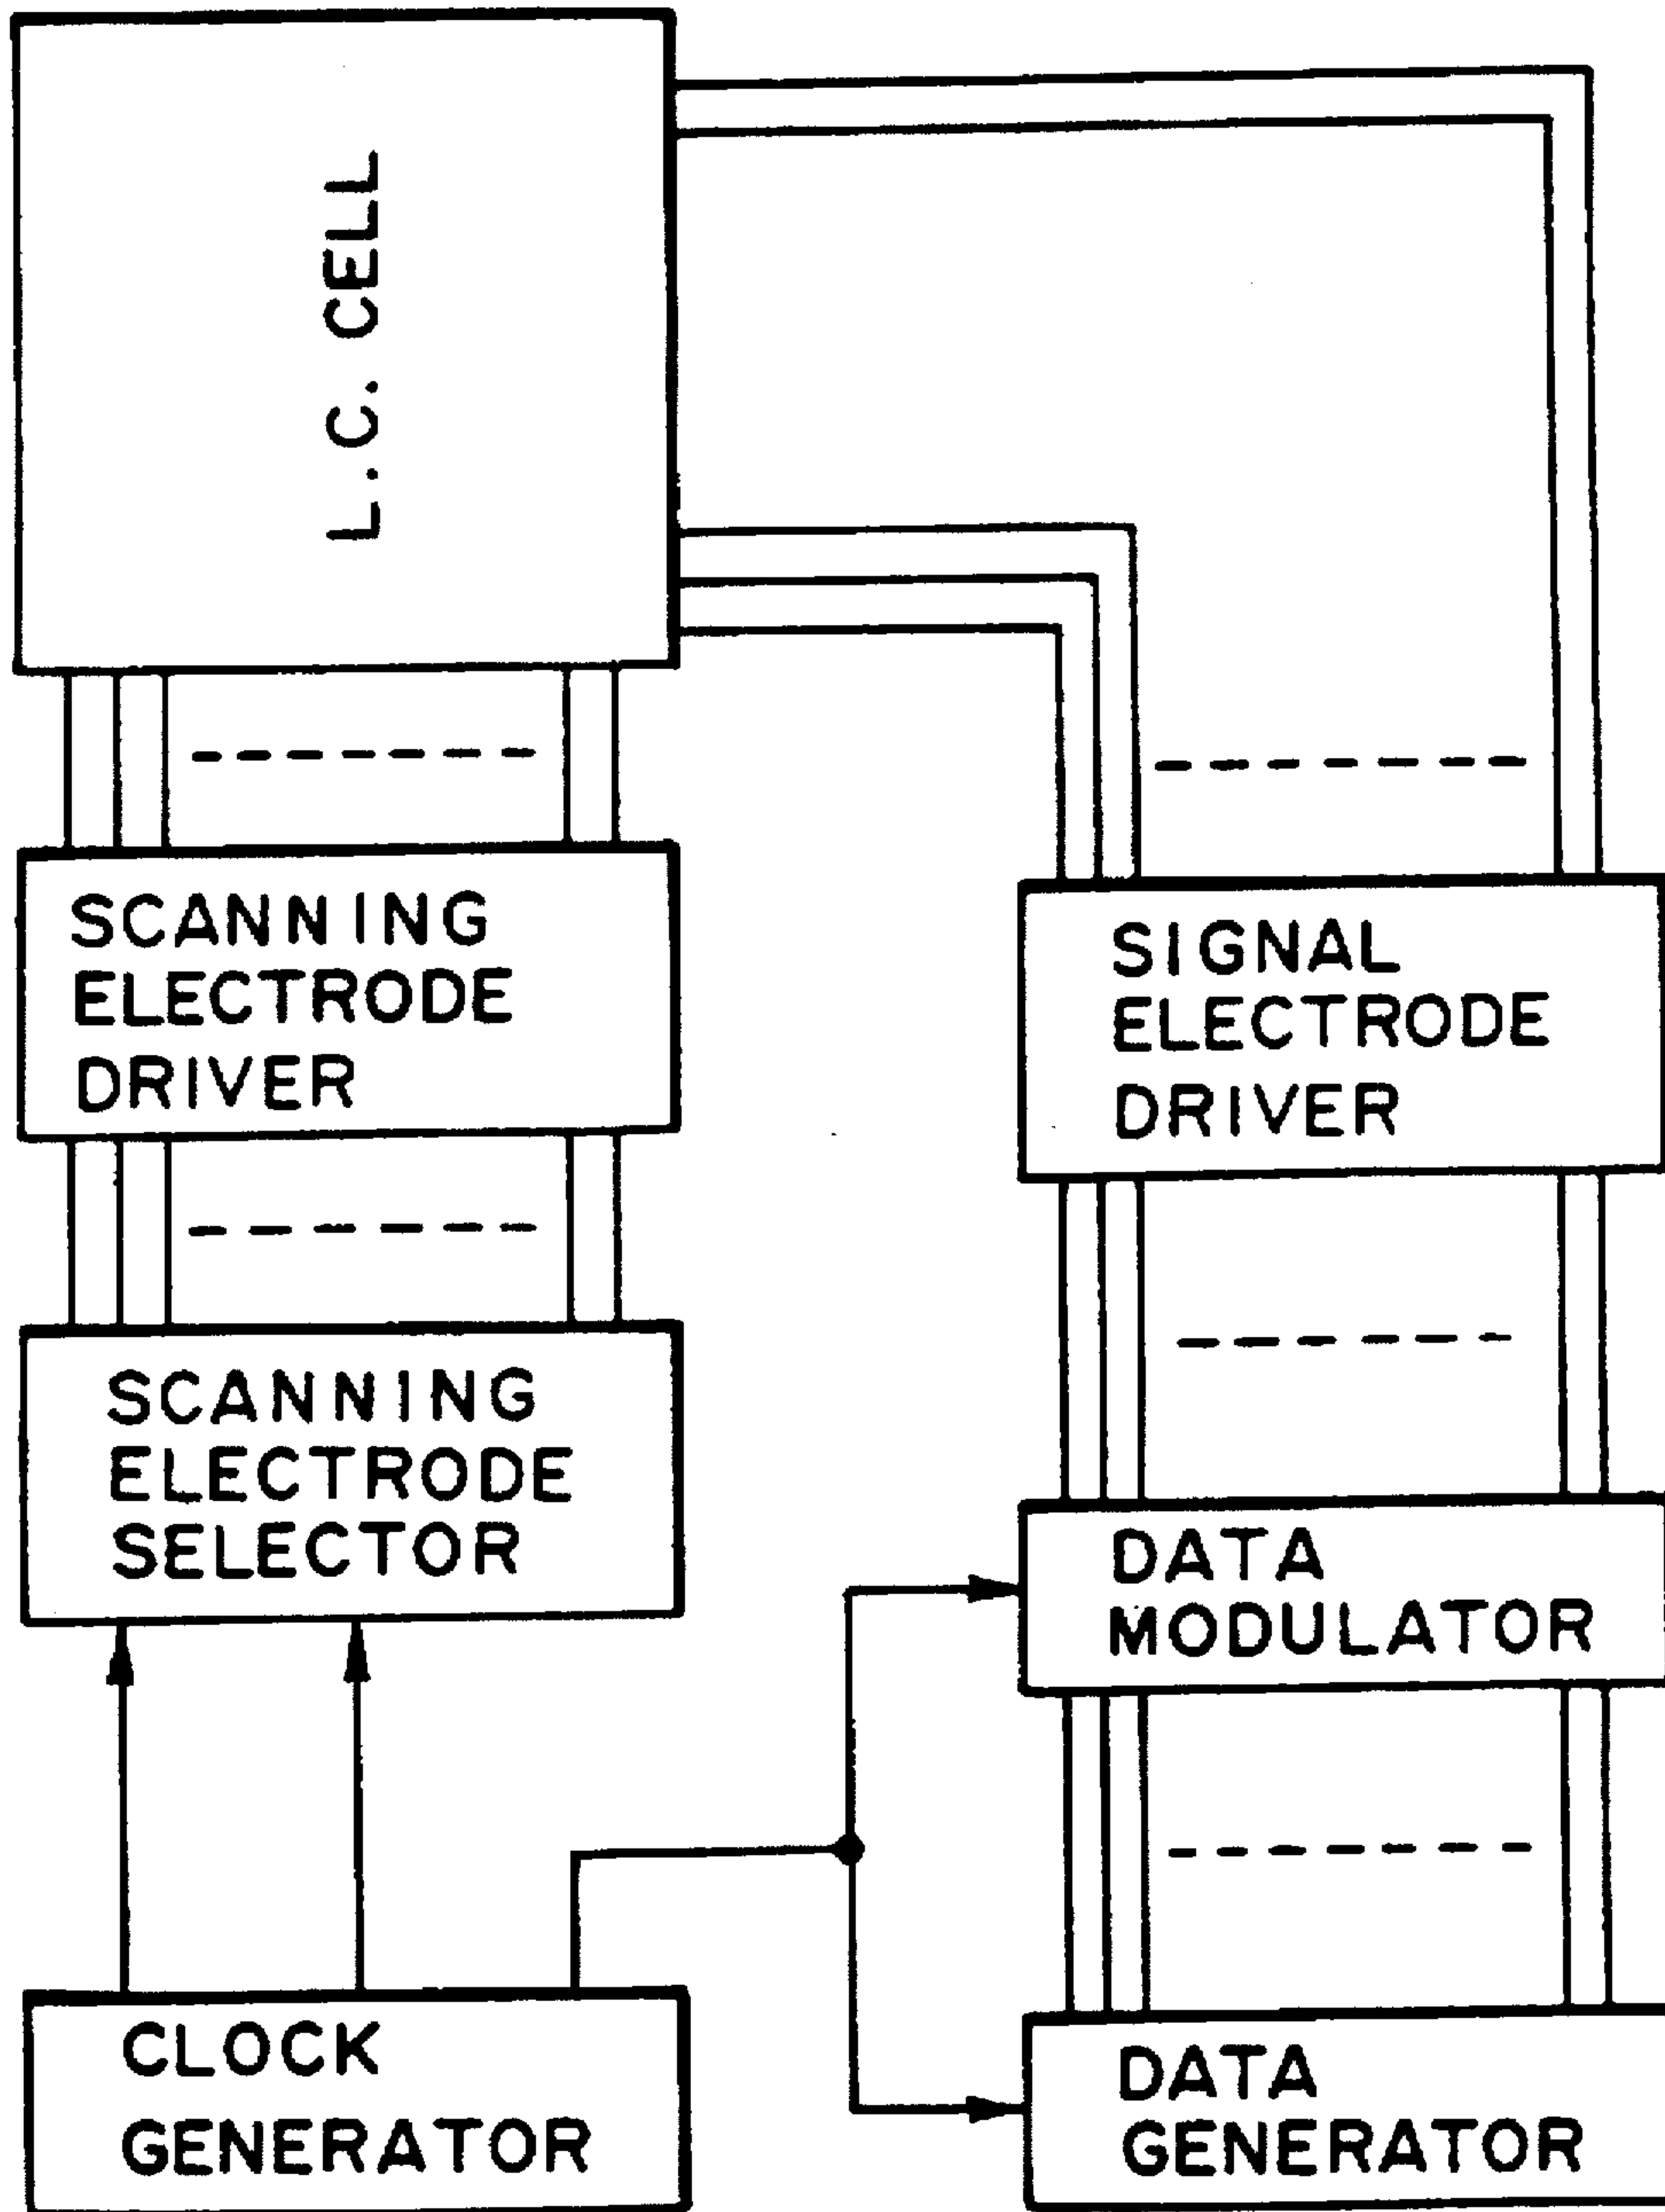 L.C. CELL
SCANNING
ELECTRODE
DRIVER
SIGNAL
ELECTRODE
DRIVER
SCANNING
ELECTRODE
SELECTOR
DATA
MODULATOR
CLOCK
GENERATOR
DATA
GENERATOR